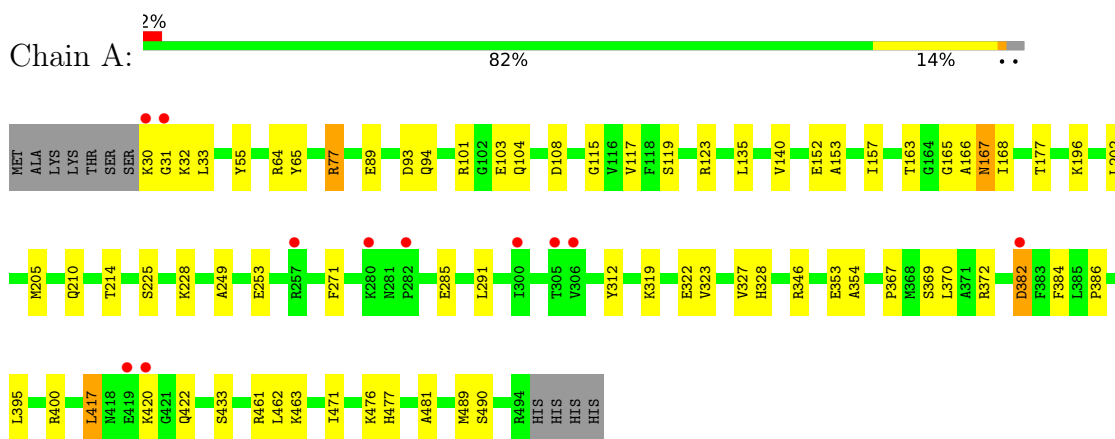 2%
Chain A:
82% 14% • •
MET ALA LYS LYS THR SER SER K30 G31 K32 L33 Y55 R64 Y65 R77 E89 D93 Q94 R101 G102 E103 Q104 D108 G115 V116 V117 F118 S119 R123 L135 V140 E152 A153 I157 T163 G164 G165 A166 N167 I168 T177 K196
M205 Q210 T214 S225 K228 A249 E253 R257 F271 K280 N281 P282 E285 L291 I300 T305 V306 Y312 K319 E322 V323 V327 H328 R346 E353 A354 P367 M368 S369 L370 A371 R372 D382 F383 F384 L385 P386
L395 R400 L417 N418 E419 K420 G421 Q422 S433 R461 L462 K463 I471 K476 H477 A481 M489 S490 R494 HIS HIS HIS HIS